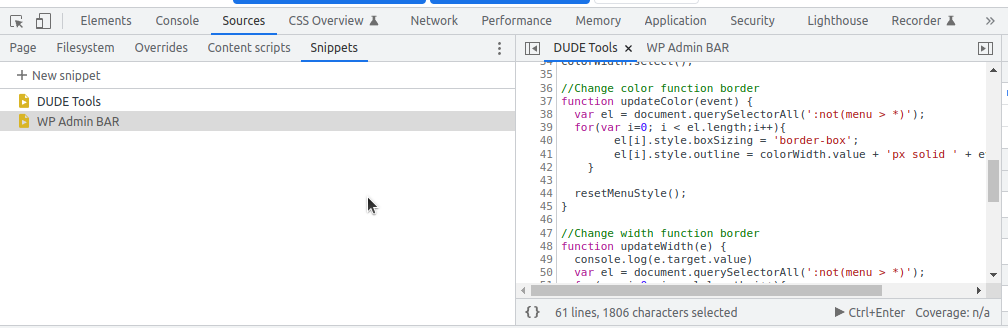 Elements Console Sources CSS Overview Network Performance Memory Application Security Lighthouse Recorder »
Page Filesystem Overrides Content scripts Snippets
+ New snippet
DUDE Tools
WP Admin BAR
DUDE Tools × WP Admin BAR
34 colorWidth.select();
35
36 //Change color function border
37 function updateColor(event) {
38 var el = document.querySelectorAll(':not(menu > *)');
39 for(var i=0; i < el.length;i++){
40 el[i].style.boxSizing = 'border-box';
41 el[i].style.outline = colorWidth.value + 'px solid ' + e
42 }
43
44 resetMenuStyle();
45 }
46
47 //Change width function border
48 function updateWidth(e) {
49 console.log(e.target.value)
50 var el = document.querySelectorAll(':not(menu > *)');
{} 61 lines, 1806 characters selected Ctrl+Enter Coverage: n/a